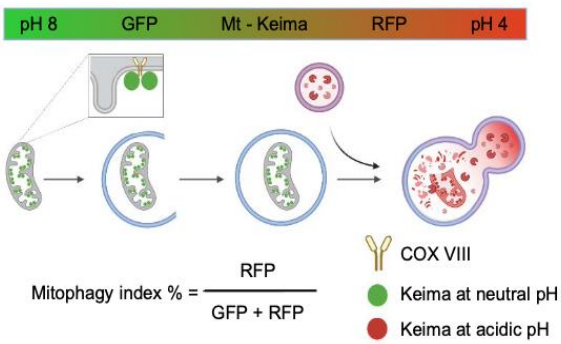 pH 8 GFP Mt - Keima RFP pH 4
COX VIII
Mitophagy index % = RFP
GFP + RFP
Keima at neutral pH
Keima at acidic pH